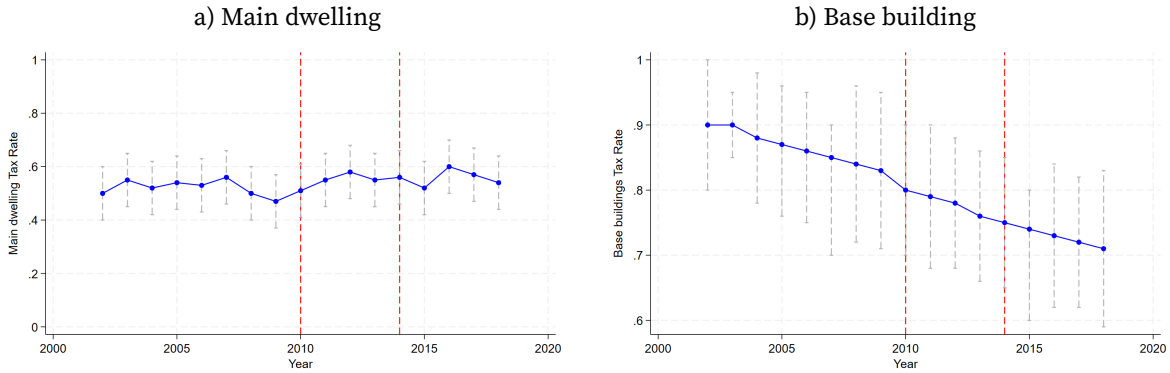 a) Main dwelling
Main dwelling Tax Rate
1
.8
.6
.4
.2
0
2000 2005 2010 2015 2020
Year
b) Base building
Base buildings Tax Rate
1
.9
.8
.7
.6
2000 2005 2010 2015 2020
Year